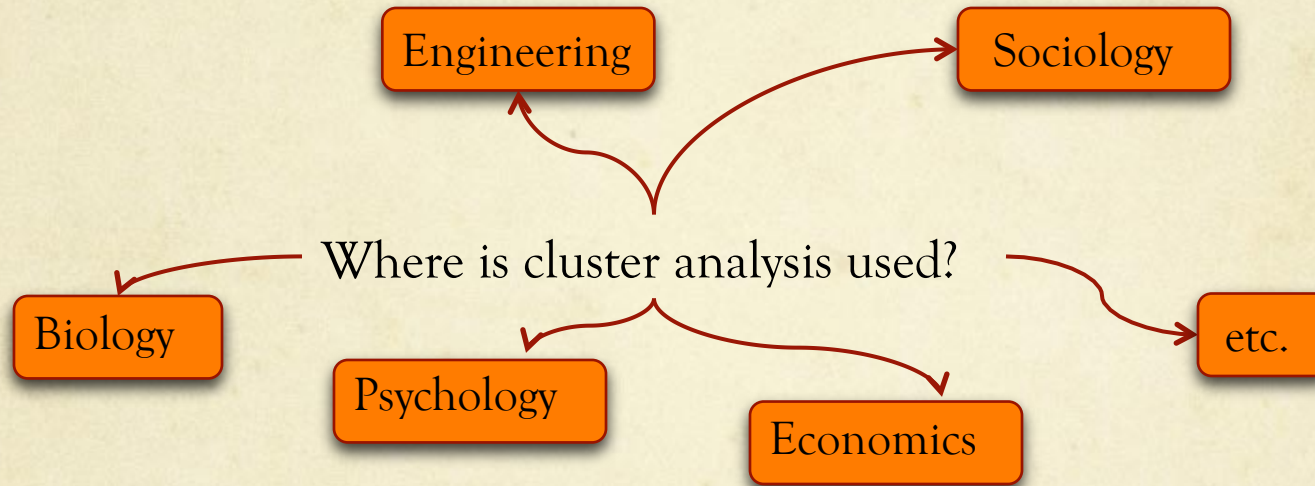 Engineering
Sociology
Where is cluster analysis used?
Biology
etc.
Psychology
Economics